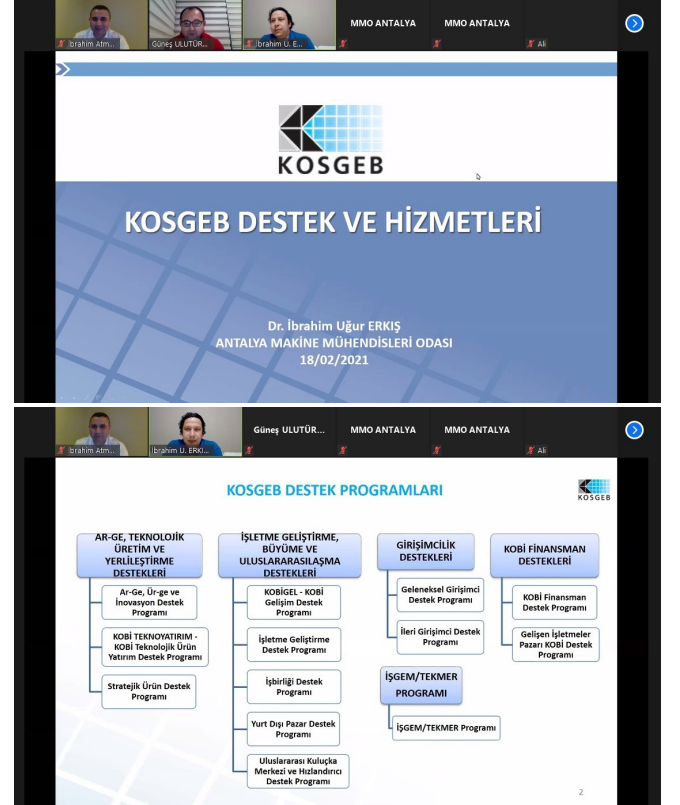 İbrahim Atm...
Güneş ULUTÜR...
İbrahim U. E...
MMO ANTALYA
MMO ANTALYA
Ali
KOSGEB
KOSGEB DESTEK VE HİZMETLERİ
Dr. İbrahim Uğur ERKIŞ
ANTALYA MAKİNE MÜHENDİSLERİ ODASI
18/02/2021
İbrahim Atm...
İbrahim U. ERKI...
Güneş ULUTÜR...
MMO ANTALYA
MMO ANTALYA
Ali
KOSGEB DESTEK PROGRAMLARI
KOSGEB
AR-GE, TEKNOLOJİK
ÜRETİM VE
YERLİLEŞTİRME
DESTEKLERİ
Ar-Ge, Ür-ge ve
İnovasyon Destek
Programı
KOBİ TEKNOYATIRIM -
KOBİ Teknolojik Ürün
Yatırım Destek Programı
Stratejik Ürün Destek
Programı
İŞLETME GELİŞTİRME,
BÜYÜME VE
ULUSLARARASILAŞMA
DESTEKLERİ
KOBİGEL - KOBİ
Gelişim Destek
Programı
İşletme Geliştirme
Destek Programı
İşbirliği Destek
Programı
Yurt Dışı Pazar Destek
Programı
Uluslararası Kuluçka
Merkezi ve Hızlandırıcı
Destek Programı
GİRİŞİMCİLİK
DESTEKLERİ
Geleneksel Girişimci
Destek Programı
İleri Girişimci Destek
Programı
İŞGEM/TEKMER
PROGRAMI
İŞGEM/TEKMER Programı
KOBİ FİNANSMAN
DESTEKLERİ
KOBİ Finansman
Destek Programı
Gelişen İşletmeler
Pazarı KOBİ Destek
Programı
2